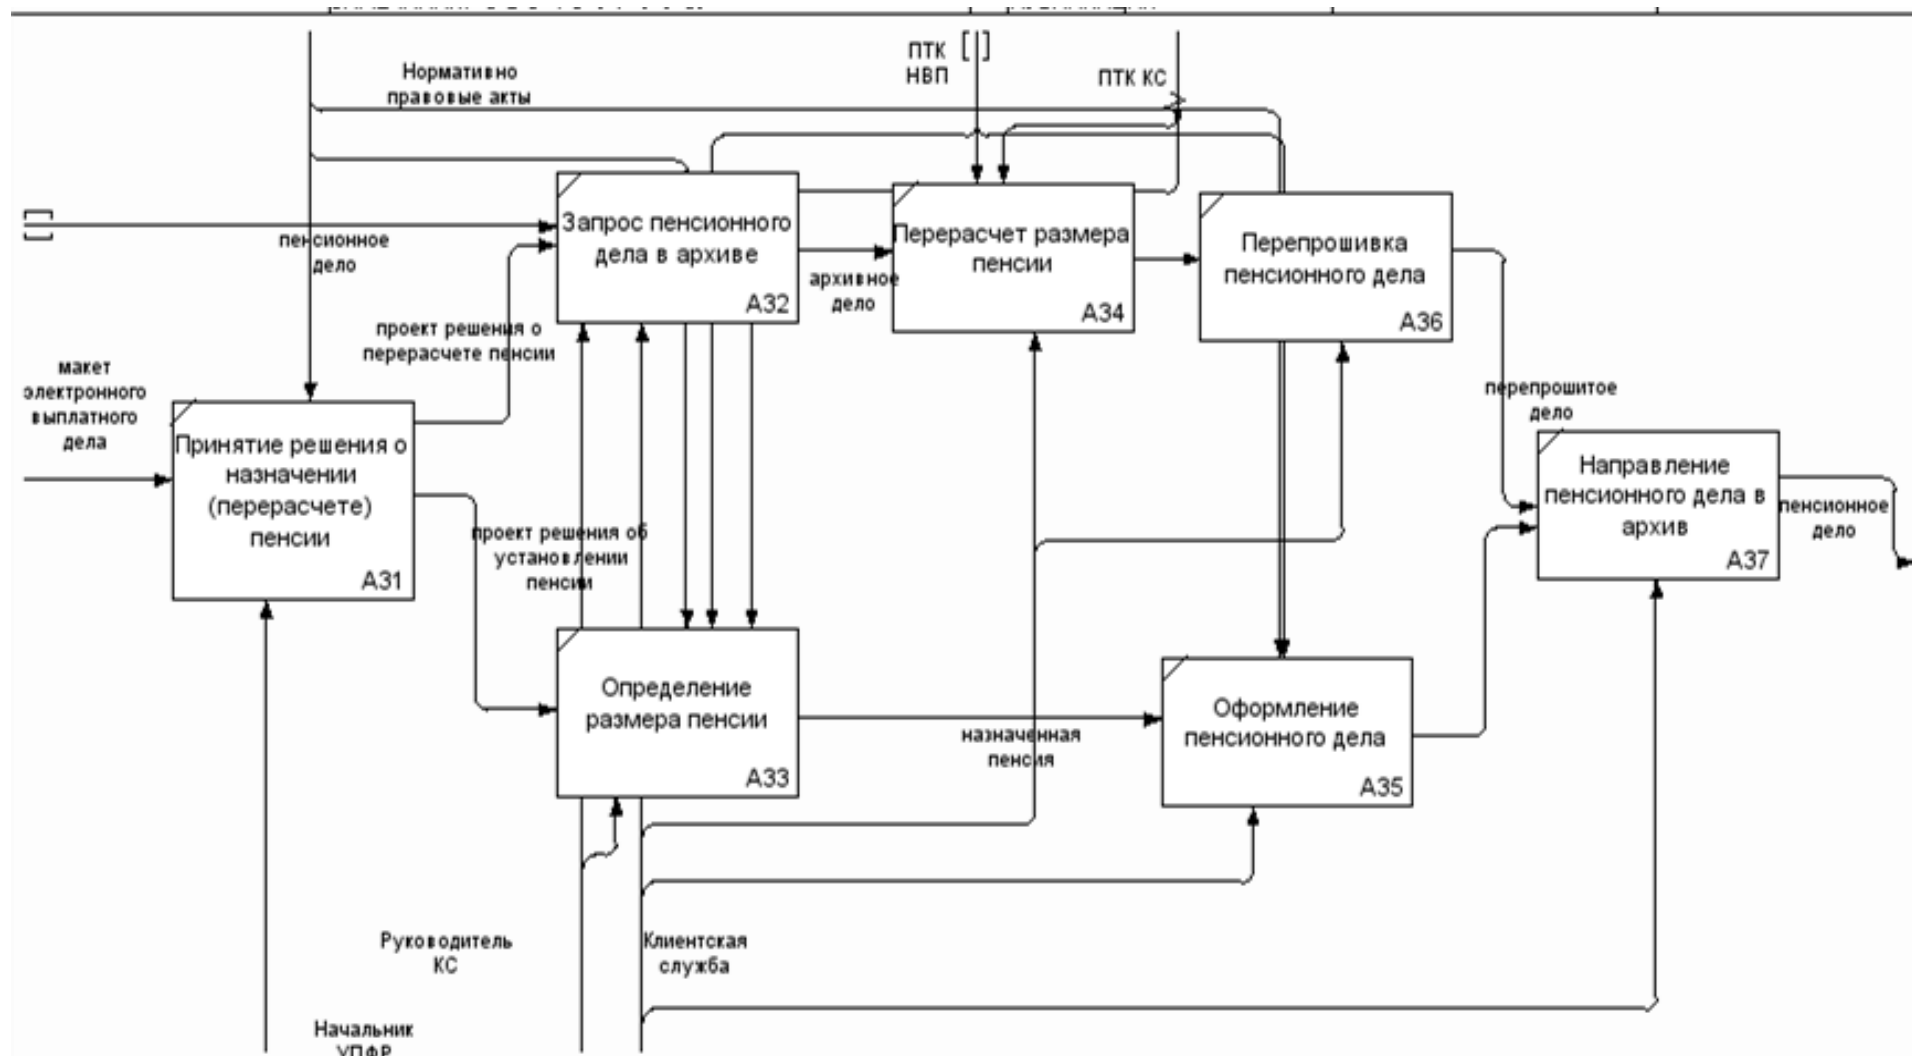 ПТК
НВП
ПТК КС
Нормативно
правовые акты
пенсионное
дело
Запрос пенсионного
дела в архиве
А32
архивное
дело
Перерасчет размера
пенсии
А34
Перепрошивка
пенсионного дела
А36
проект решения о
перерасчете пенсии
макет
электронного
выплатного
дела
Принятие решения о
назначении
(перерасчете)
пенсии
А31
проект решения об
установлении
пенсии
перепрошитое
дело
Направление
пенсионного дела в
архив
А37
пенсионное
дело
Определение
размера пенсии
А33
назначенная
пенсия
Оформление
пенсионного дела
А35
Руководитель
КС
Клиентская
служба
Начальник
УПФР